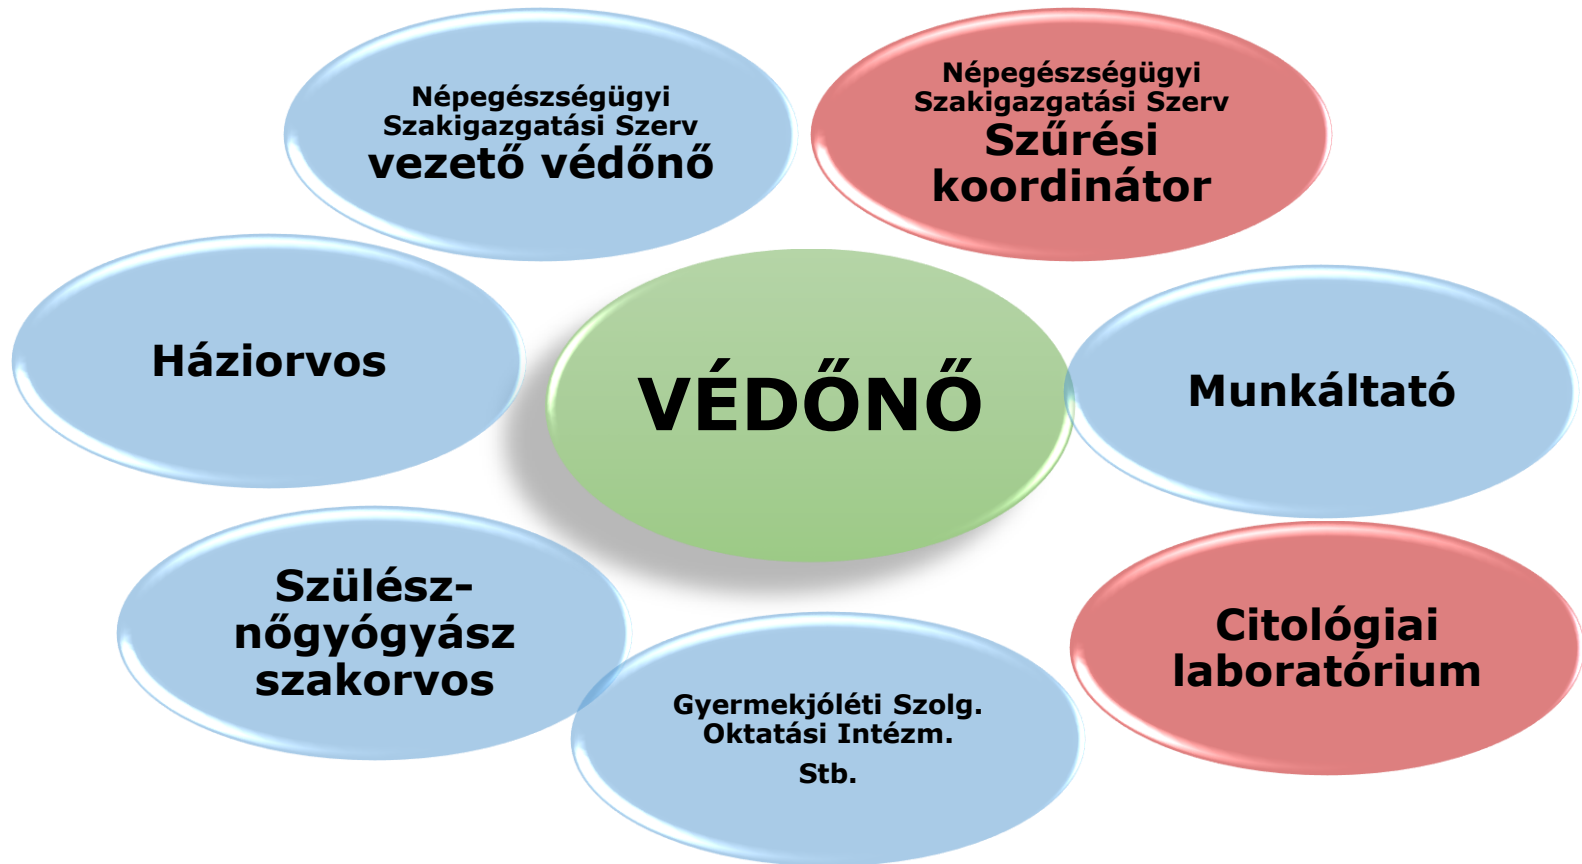 Népegészségügyi
Szakigazgatási Szerv
vezető védőnő
Népegészségügyi
Szakigazgatási Szerv
Szűrési
koordinátor
Háziorvos
VÉDŐNŐ
Munkáltató
Szülész-
nőgyógyász
szakorvos
Gyermekjóléti Szolg.
Oktatási Intézm.
Stb.
Citológiai
laboratórium